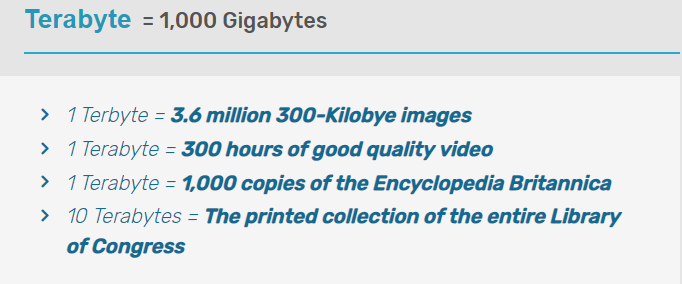 Terabyte = 1,000 Gigabytes
> 1 Terbyte = 3.6 million 300-Kilobye images
> 1 Terabyte = 300 hours of good quality video
> 1 Terabyte = 1,000 copies of the Encyclopedia Britannica
> 10 Terabytes = The printed collection of the entire Library
of Congress